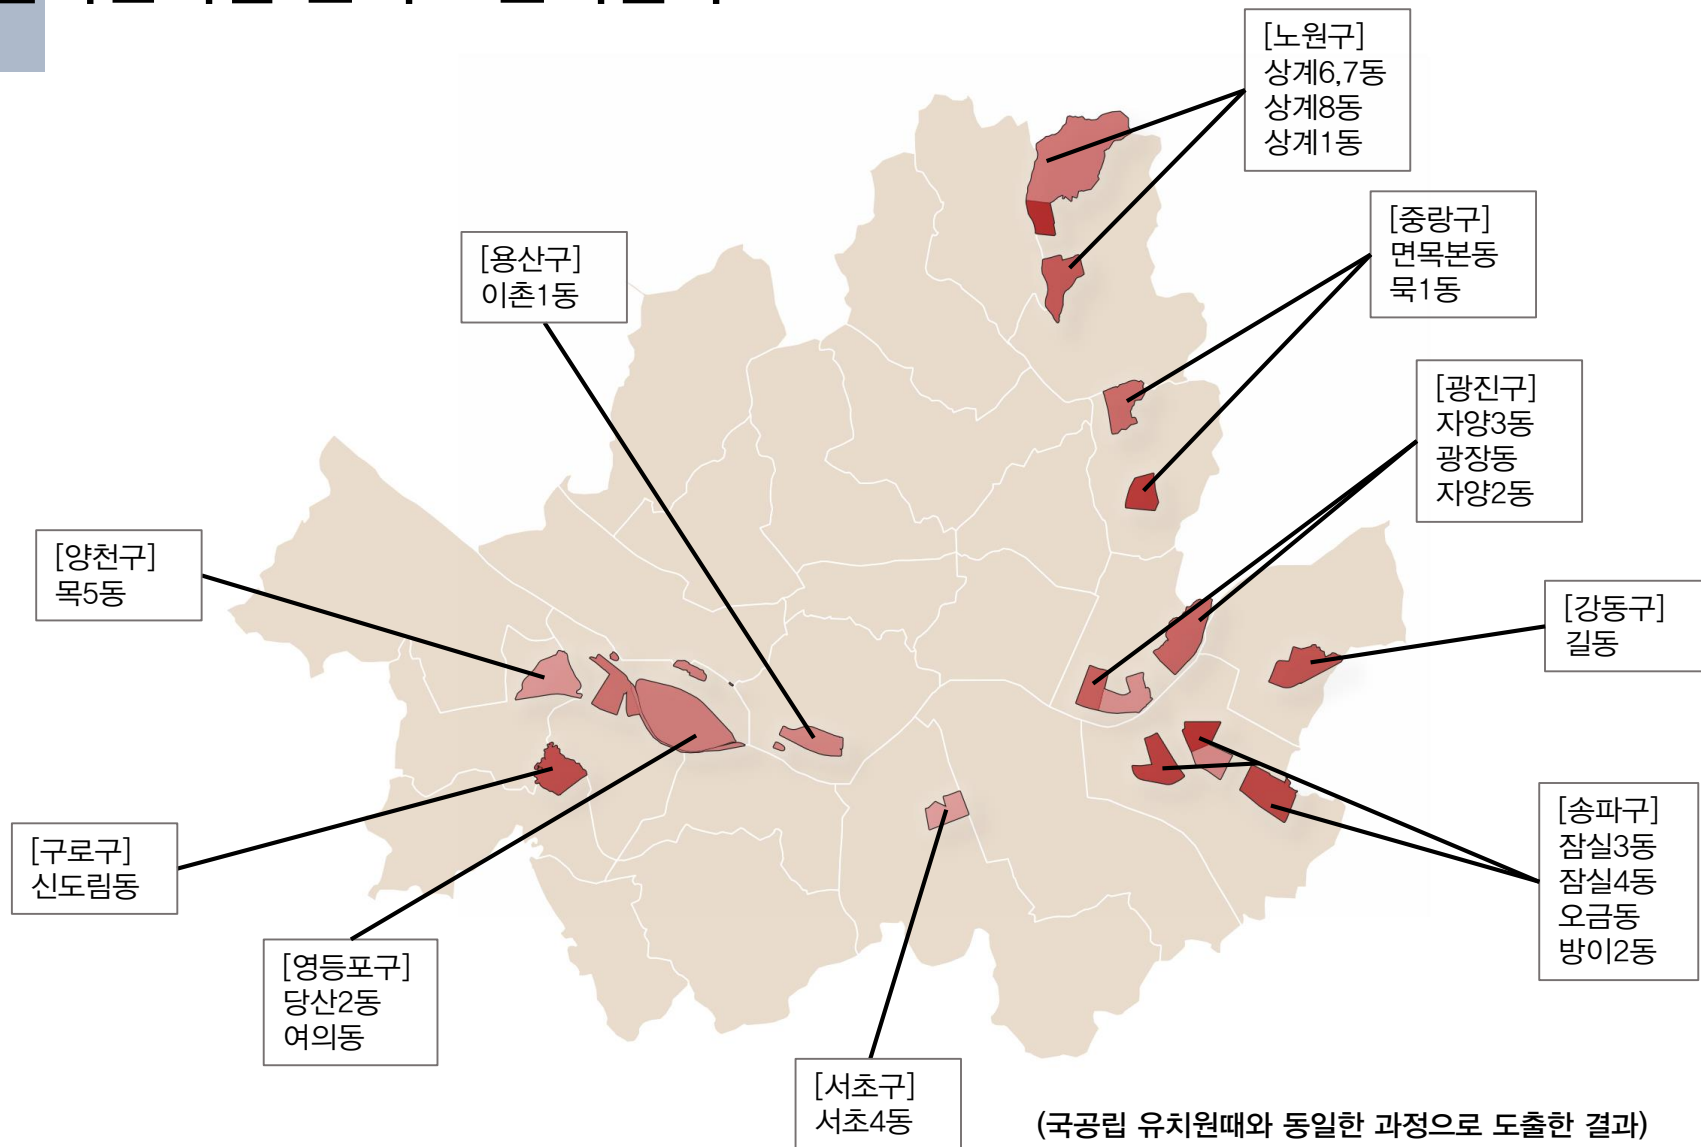 [노원구]
상계6,7동
상계8동
상계1동
[중랑구]
면목본동
묵1동
[용산구]
이촌1동
[광진구]
자양3동
광장동
자양2동
[양천구]
목5동
[강동구]
길동
[구로구]
신도림동
[송파구]
잠실3동
잠실4동
오금동
방이2동
[영등포구]
당산2동
여의동
[서초구]
서초4동
(국공립 유치원때와 동일한 과정으로 도출한 결과)